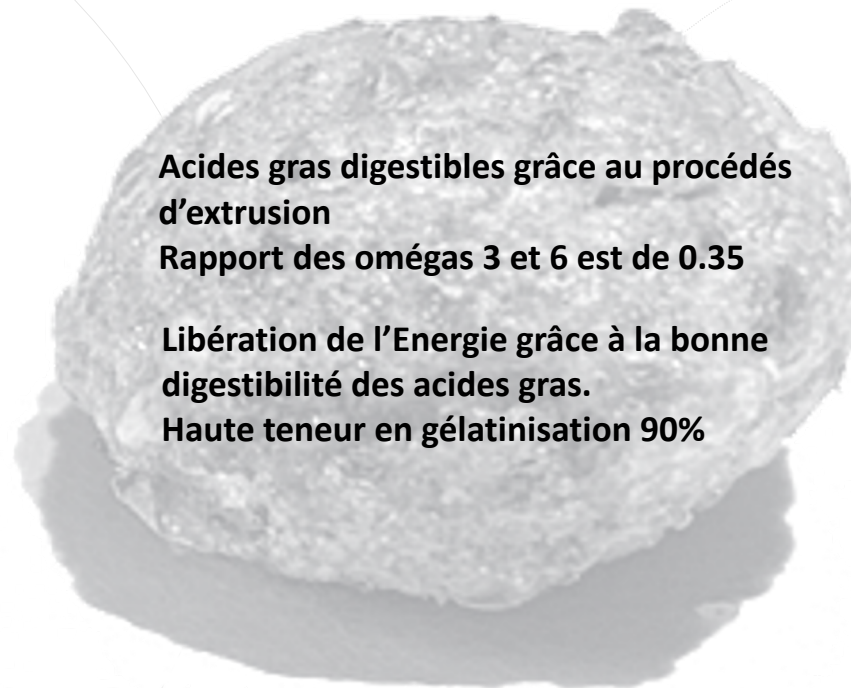 Acides gras digestibles grâce au procédés
d’extrusion
Rapport des omégas 3 et 6 est de 0.35
Libération de l’Energie grâce à la bonne
digestibilité des acides gras.
Haute teneur en gélatinisation 90%